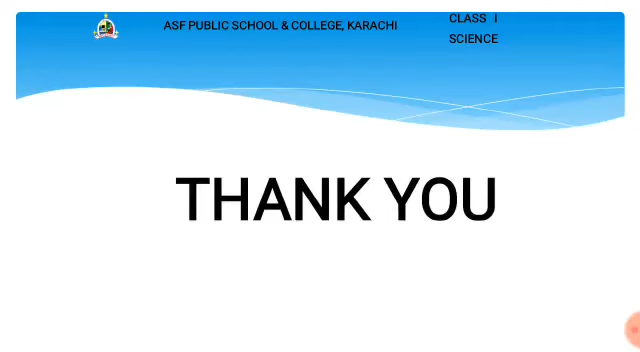 ASF PUBLIC SCHOOL & COLLEGE, KARACHI
CLASS I
SCIENCE
THANK YOU